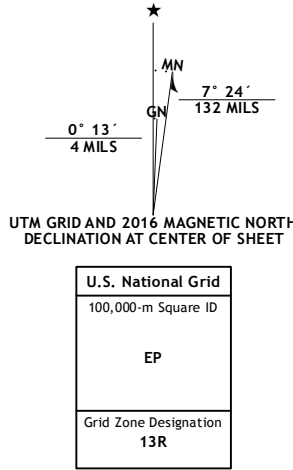 ★
MN
7° 24´
132 MILS
GN
0° 13´
4 MILS
UTM GRID AND 2016 MAGNETIC NORTH
DECLINATION AT CENTER OF SHEET
U.S. National Grid
100,000-m Square ID
EP
Grid Zone Designation
13R